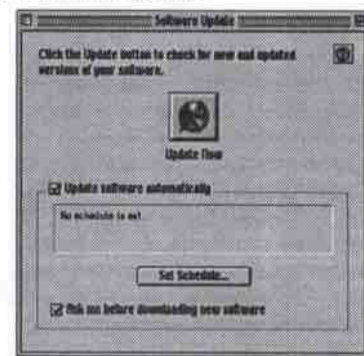 Software Update
Click the Update button to check for new and updated
versions of your software.
Update Now
Update software automatically
No schedule is set
Set Schedule...
Ask me before downloading new software